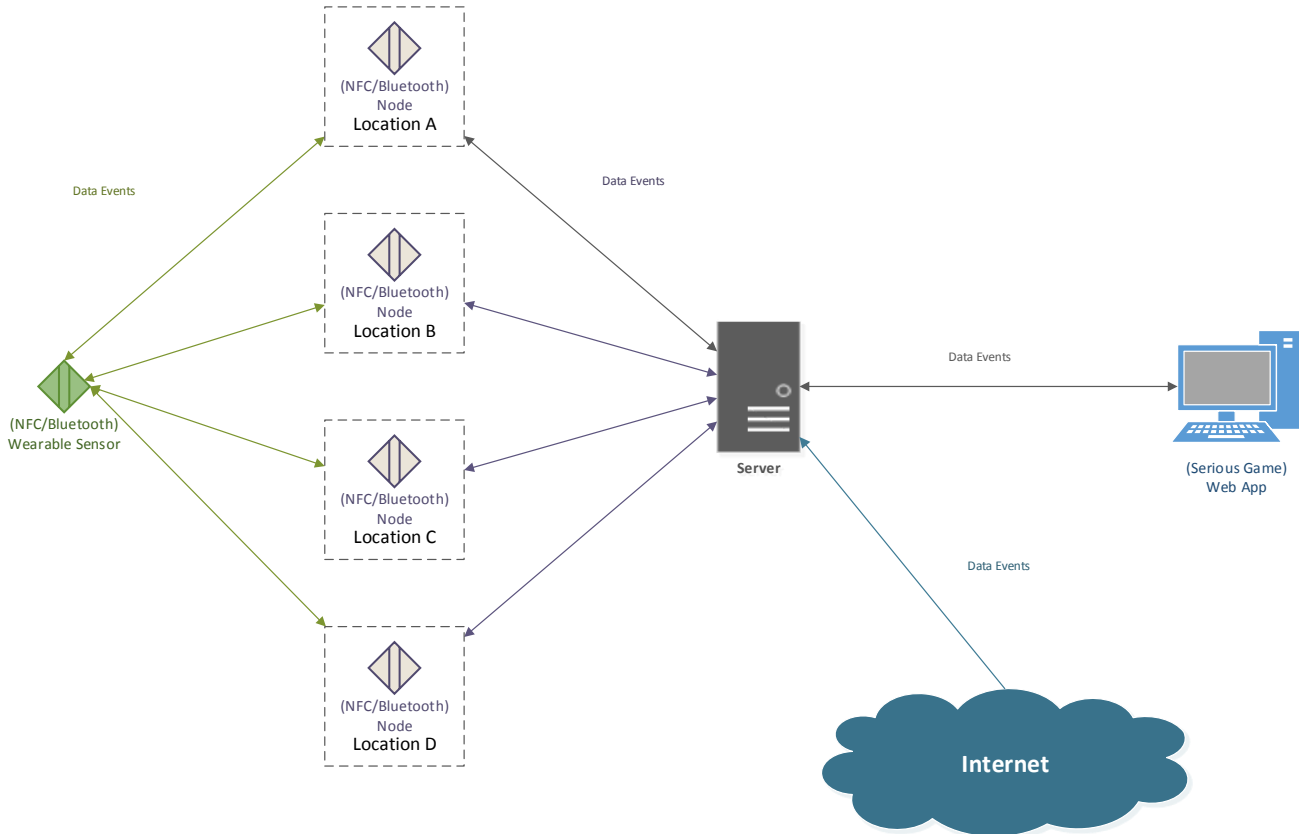 (NFC/Bluetooth)
Node
Location A
Data Events
Data Events
(NFC/Bluetooth)
Node
Location B
(NFC/Bluetooth)
Wearable Sensor
Data Events
Server
(Serious Game)
Web App
(NFC/Bluetooth)
Node
Location C
Data Events
(NFC/Bluetooth)
Node
Location D
Internet